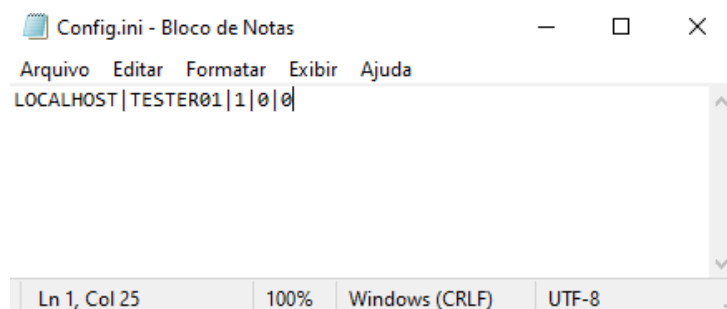 Config.ini - Bloco de Notas
Arquivo Editar Formatar Exibir Ajuda
LOCALHOST|TESTER01|1|0|0
Ln 1, Col 25 100% Windows (CRLF) UTF-8